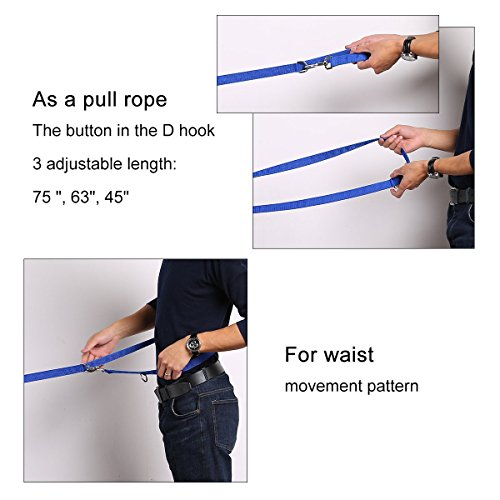 As a pull rope
The button in the D hook
3 adjustable length:
75 ", 63", 45"
For waist
movement pattern